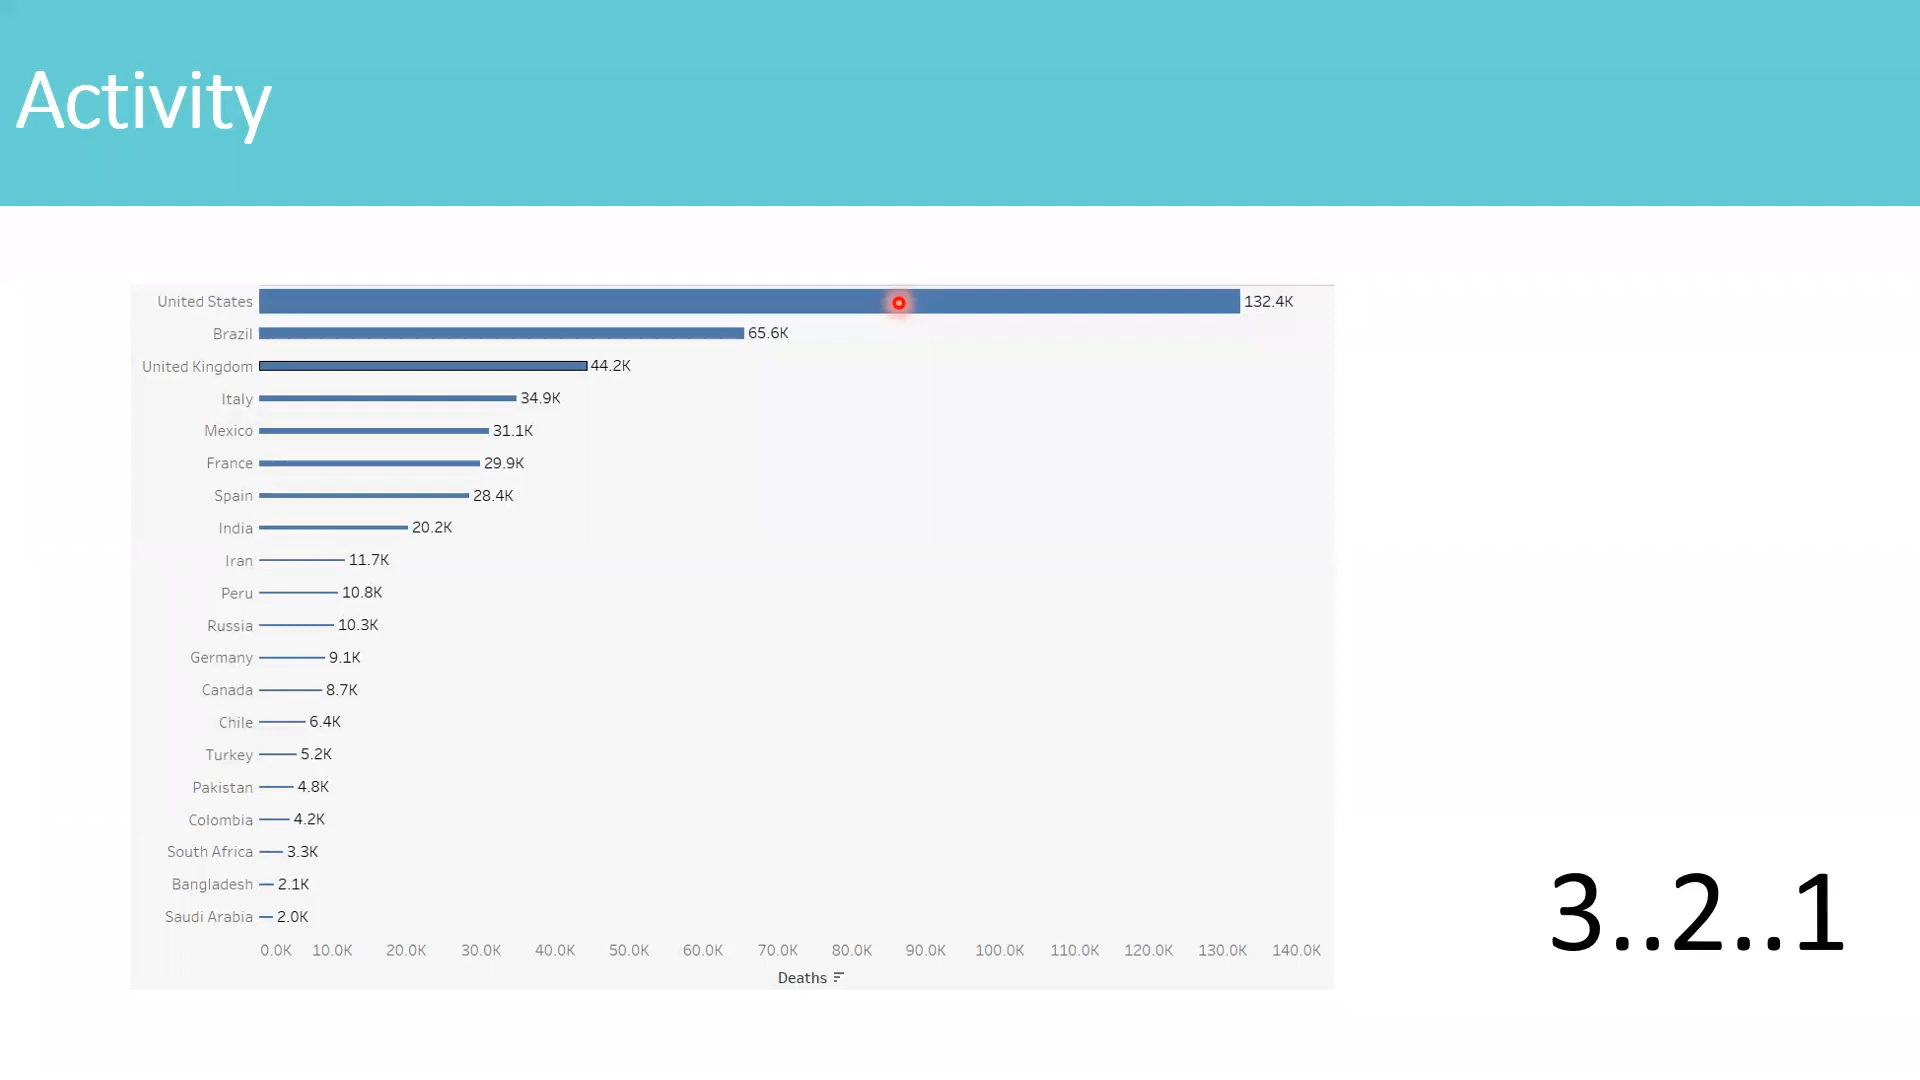 Activity
United States 132.4K
Brazil 65.6K
United Kingdom 44.2K
Italy 34.9K
Mexico 31.1K
France 29.9K
Spain 28.4K
India 20.2K
Iran 11.7K
Peru 10.8K
Russia 10.3K
Germany 9.1K
Canada 8.7K
Chile 6.4K
Turkey 5.2K
Pakistan 4.8K
Colombia 4.2K
South Africa 3.3K
Bangladesh 2.1K
Saudi Arabia 2.0K
0.0K 10.0K 20.0K 30.0K 40.0K 50.0K 60.0K 70.0K 80.0K 90.0K 100.0K 110.0K 120.0K 130.0K 140.0K
Deaths
3..2..1